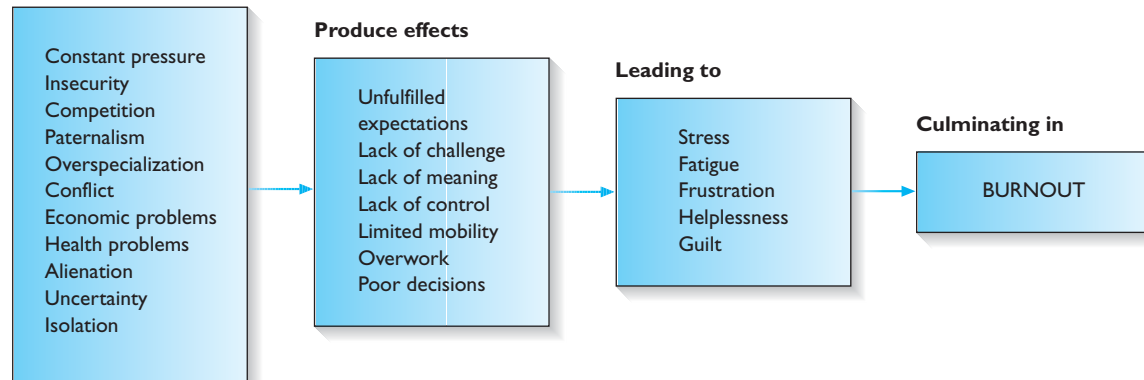 Constant pressure
Insecurity
Competition
Paternalism
Overspecialization
Conflict
Economic problems
Health problems
Alienation
Uncertainty
Isolation
Produce effects
Unfulfilled
expectations
Lack of challenge
Lack of meaning
Lack of control
Limited mobility
Overwork
Poor decisions
Leading to
Stress
Fatigue
Frustration
Helplessness
Guilt
Culminating in
BURNOUT